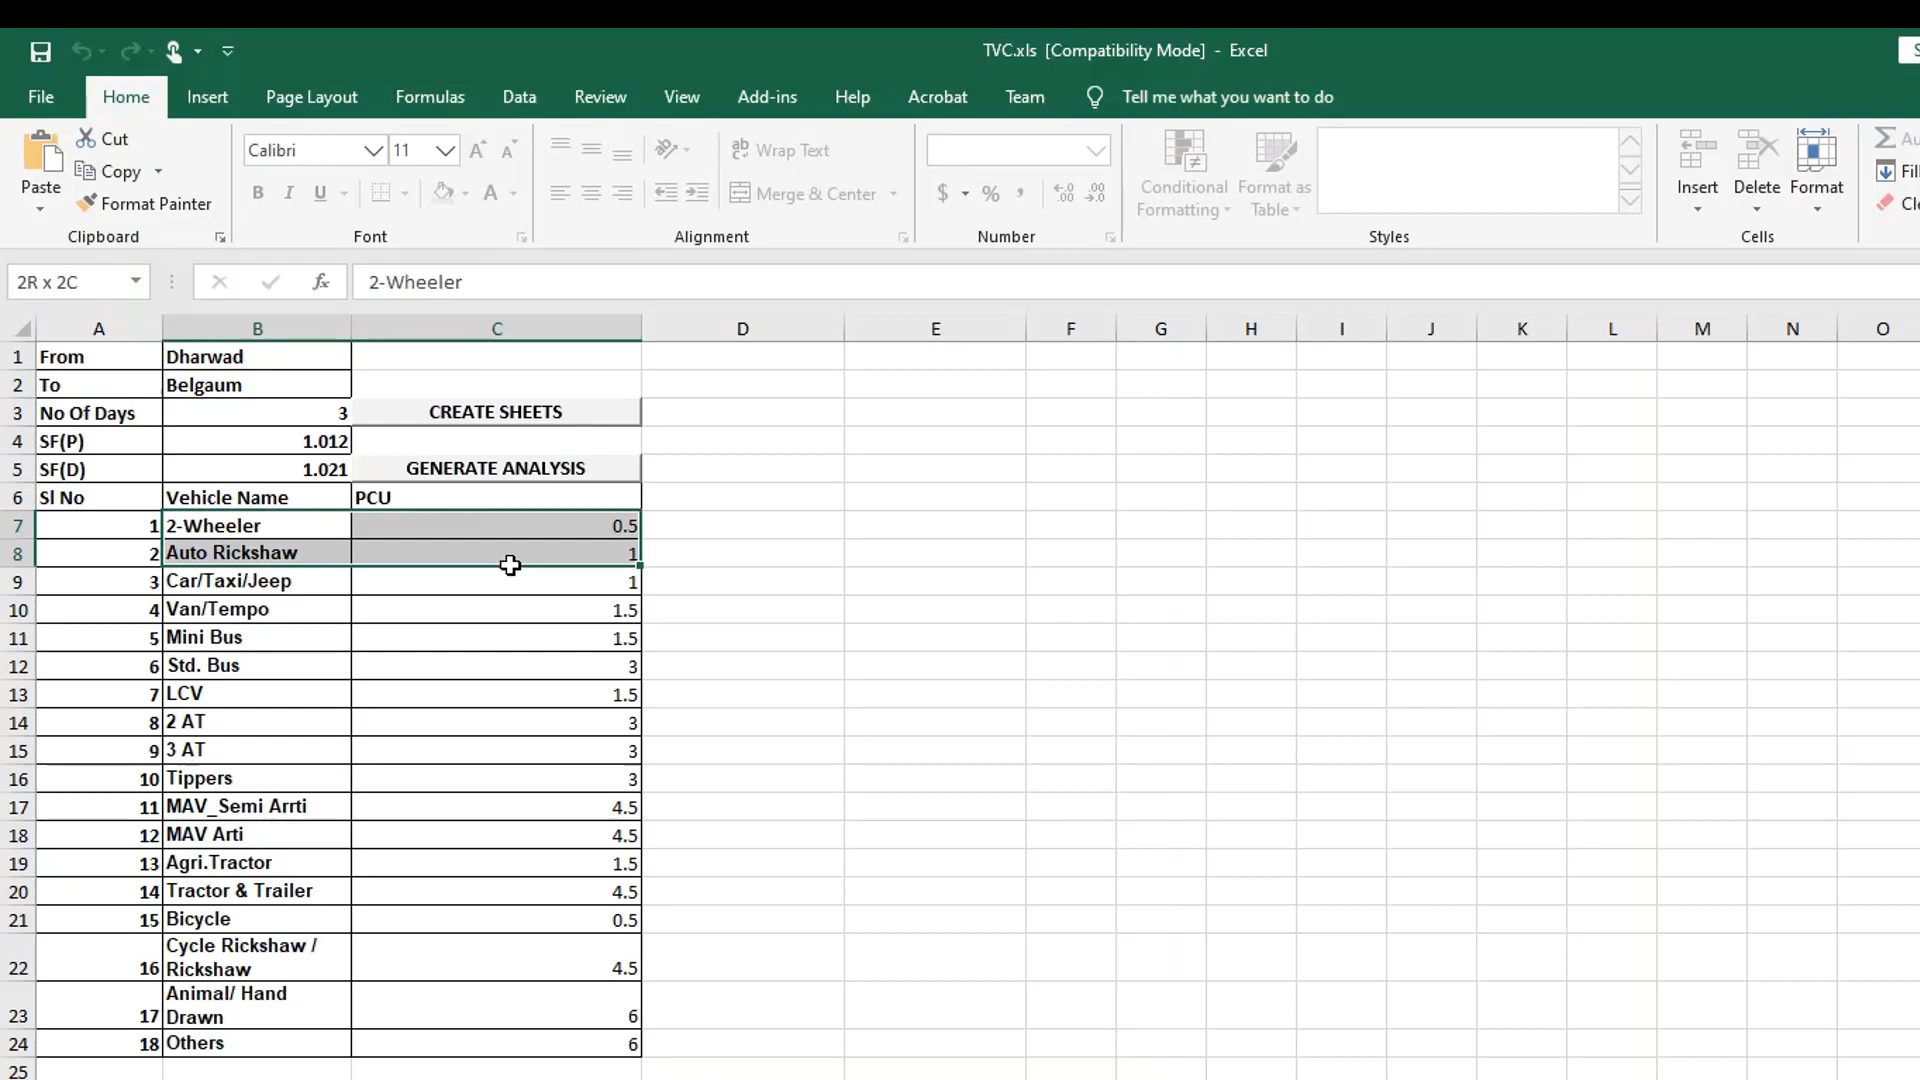 TVC.xls [Compatibility Mode] - Excel
File Home Insert Page Layout Formulas Data Review View Add-ins Help Acrobat Team Tell me what you want to do
Paste
Cut
Copy
Format Painter
Clipboard
Calibri 11
B I U A
Font
Wrap Text
Merge & Center
Alignment
$ % ,
Number
Conditional Formatting
Format as Table
Styles
Insert Delete Format
Cells
2R x 2C fx 2-Wheeler
A B C D E F G H I J K L M N O
1 From Dharwad
2 To Belgaum
3 No Of Days 3 CREATE SHEETS
4 SF(P) 1.012
5 SF(D) 1.021 GENERATE ANALYSIS
6 Sl No Vehicle Name PCU
7 1 2-Wheeler 0.5
8 2 Auto Rickshaw 1
9 3 Car/Taxi/Jeep 1
10 4 Van/Tempo 1.5
11 5 Mini Bus 1.5
12 6 Std. Bus 3
13 7 LCV 1.5
14 8 2 AT 3
15 9 3 AT 3
16 10 Tippers 3
17 11 MAV_Semi Arrti 4.5
18 12 MAV Arti 4.5
19 13 Agri.Tractor 1.5
20 14 Tractor & Trailer 4.5
21 15 Bicycle 0.5
Cycle Rickshaw /
22 16 Rickshaw 4.5
Animal/ Hand
23 17 Drawn 6
24 18 Others 6
25